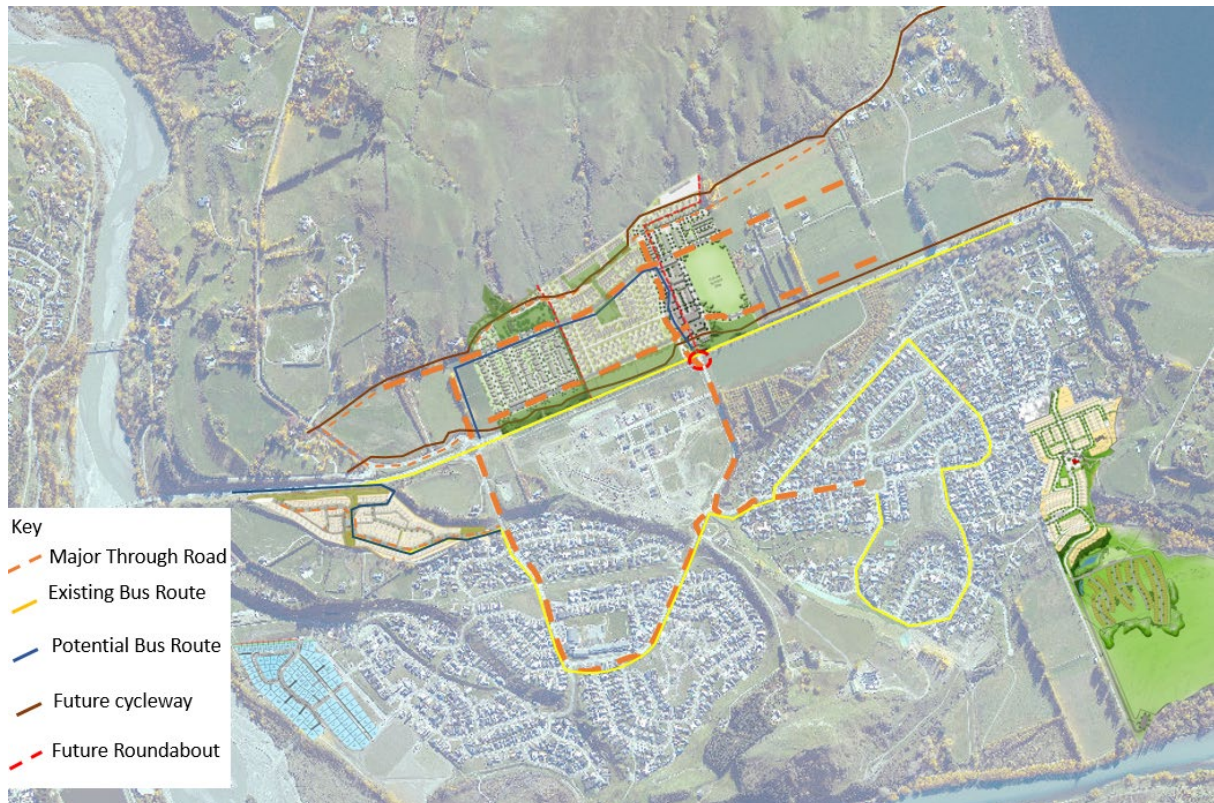 Key
Major Through Road
Existing Bus Route
Potential Bus Route
Future cycleway
Future Roundabout